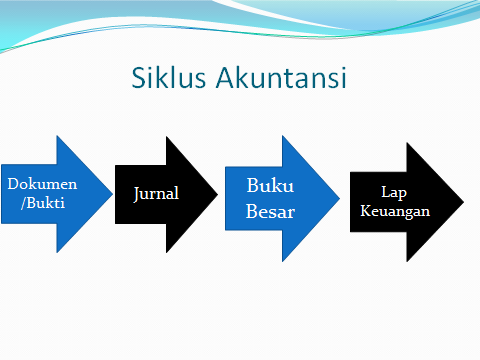 Siklus Akuntansi
Dokumen
/Bukti
Jurnal
Buku
Besar
Lap
Keuangan